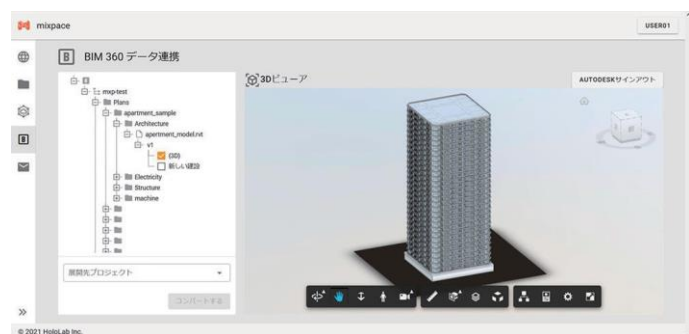 mixpace
USER01
B
BIM 360 データ連携
3Dビューア
AUTODESKサインアウト
mxp-test
Plans
apartment_sample
Architecture
apertment_model.rvt
v1
{3D}
新しい建設
Electricity
Structure
machine
展開先プロジェクト
コンバートする
© 2021 HoloLab Inc.